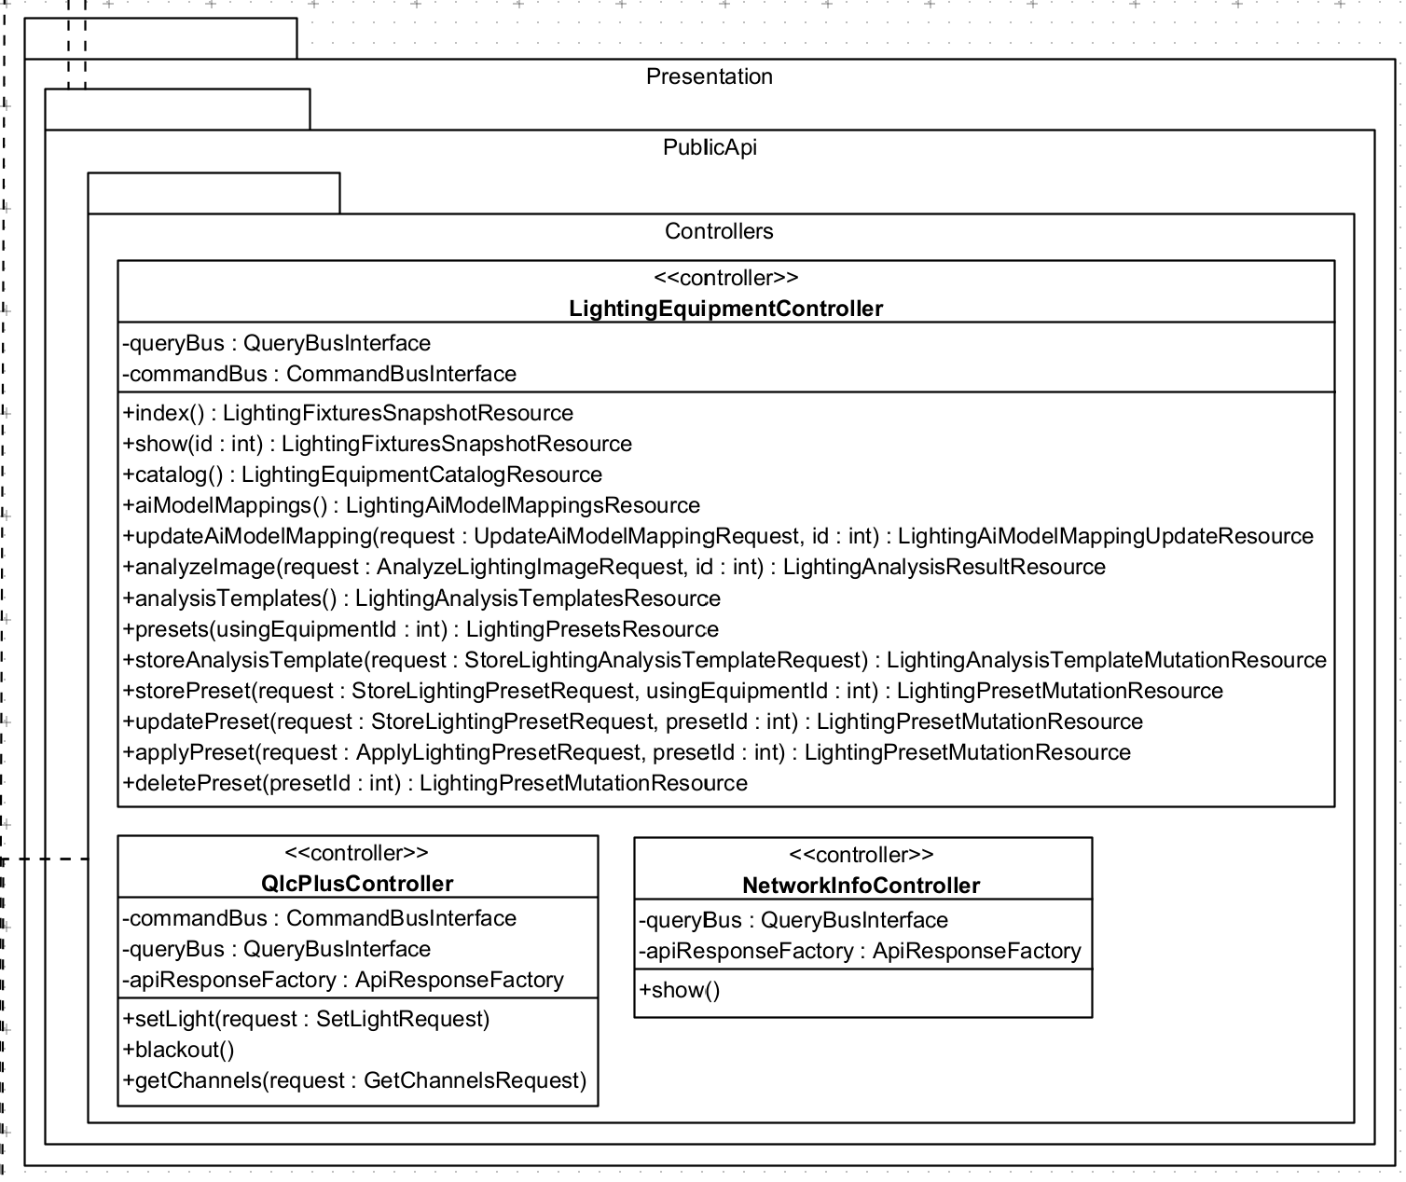 Presentation
PublicApi
Controllers
<<controller>>
LightingEquipmentController
-queryBus : QueryBusInterface
-commandBus : CommandBusInterface
+index() : LightingFixturesSnapshotResource
+show(id : int) : LightingFixturesSnapshotResource
+catalog() : LightingEquipmentCatalogResource
+aiModelMappings() : LightingAiModelMappingsResource
+updateAiModelMapping(request : UpdateAiModelMappingRequest, id : int) : LightingAiModelMappingUpdateResource
+analyzeImage(request : AnalyzeLightingImageRequest, id : int) : LightingAnalysisResultResource
+analysisTemplates() : LightingAnalysisTemplatesResource
+presets(usingEquipmentId : int) : LightingPresetsResource
+storeAnalysisTemplate(request : StoreLightingAnalysisTemplateRequest) : LightingAnalysisTemplateMutationResource
+storePreset(request : StoreLightingPresetRequest, usingEquipmentId : int) : LightingPresetMutationResource
+updatePreset(request : StoreLightingPresetRequest, presetId : int) : LightingPresetMutationResource
+applyPreset(request : ApplyLightingPresetRequest, presetId : int) : LightingPresetMutationResource
+deletePreset(presetId : int) : LightingPresetMutationResource
<<controller>>
QlcPlusController
-commandBus : CommandBusInterface
-queryBus : QueryBusInterface
-apiResponseFactory : ApiResponseFactory
+setLight(request : SetLightRequest)
+blackout()
+getChannels(request : GetChannelsRequest)
<<controller>>
NetworkInfoController
-queryBus : QueryBusInterface
-apiResponseFactory : ApiResponseFactory
+show()